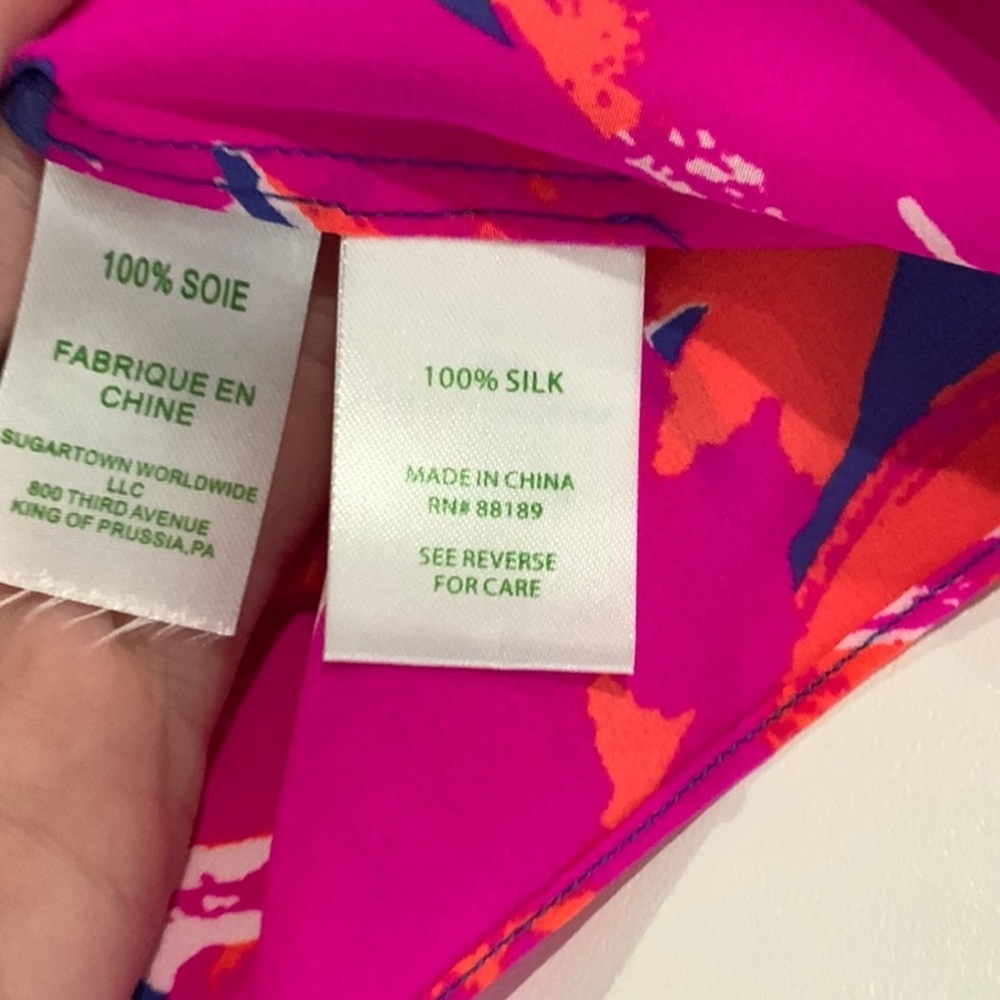 100% SOIE
FABRIQUE EN
CHINE
SUGARTOWN WORLDWIDE
LLC
800 THIRD AVENUE
KING OF PRUSSIA,PA
100% SILK
MADE IN CHINA
RN# 88189
SEE REVERSE
FOR CARE